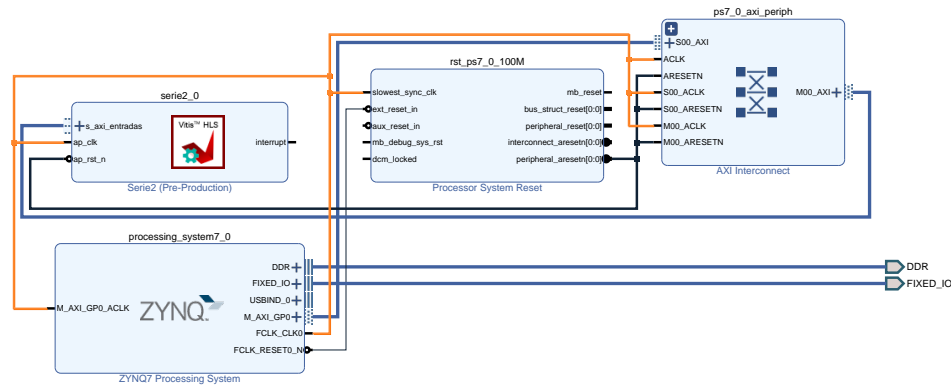 ps7_0_axi_periph
S00_AXI
ACLK
ARESETN
S00_ACLK
S00_ARESETN
M00_ACLK
M00_ARESETN
M00_AXI
AXI Interconnect
rst_ps7_0_100M
slowest_sync_clk
ext_reset_in
aux_reset_in
mb_debug_sys_rst
dcm_locked
mb_reset
bus_struct_reset[0:0]
peripheral_reset[0:0]
interconnect_aresetn[0:0]
peripheral_aresetn[0:0]
Processor System Reset
serie2_0
s_axi_entradas
ap_clk
ap_rst_n
Vitis™ HLS
interrupt
Serie2 (Pre-Production)
processing_system7_0
M_AXI_GP0_ACLK
ZYNQ
DDR
FIXED_IO
USBIND_0
M_AXI_GP0
FCLK_CLK0
FCLK_RESET0_N
ZYNQ7 Processing System
DDR
FIXED_IO